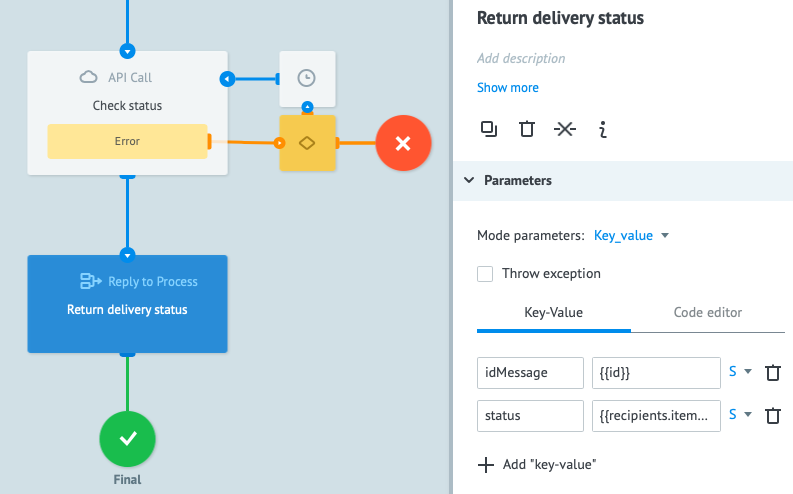 API Call
Check status
Error
Reply to Process
Return delivery status
Final
Return delivery status
Add description
Show more
Parameters
Mode parameters: Key_value
Throw exception
Key-Value Code editor
idMessage {{id}} S
status {{recipients.item... S
Add "key-value"